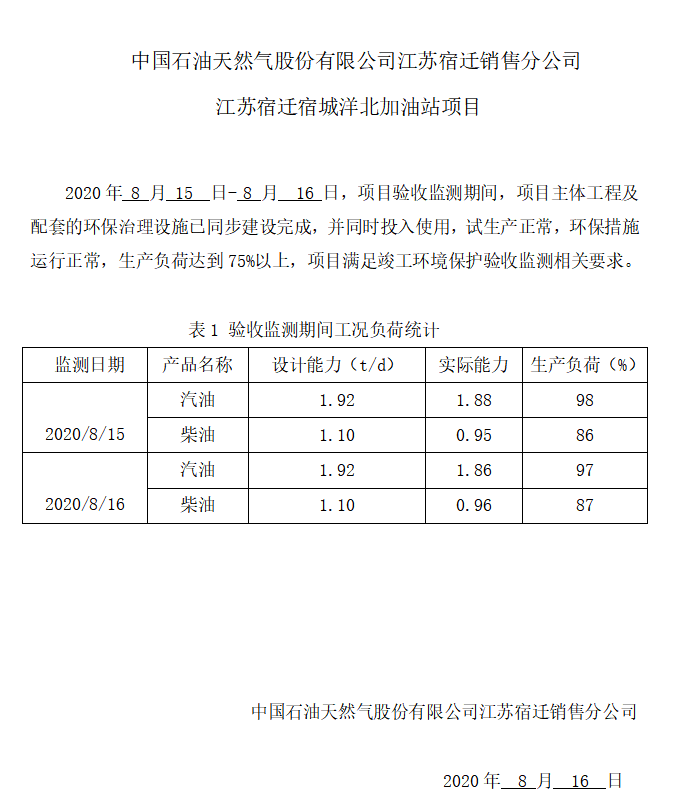 中国石油天然气股份有限公司江苏宿迁销售分公司
江苏宿迁宿城洋北加油站项目
2020年 8 月 15 日-8 月 16 日，项目验收监测期间，项目主体工程及
配套的环保治理设施已同步建设完成，并同时投入使用，试生产正常，环保措施
运行正常，生产负荷达到75%以上，项目满足竣工环境保护验收监测相关要求。
表1 验收监测期间工况负荷统计
监测日期 产品名称 设计能力（t/d） 实际能力 生产负荷（%）
2020/8/15 汽油 1.92 1.88 98
柴油 1.10 0.95 86
2020/8/16 汽油 1.92 1.86 97
柴油 1.10 0.96 87
中国石油天然气股份有限公司江苏宿迁销售分公司
2020年 8 月 16 日